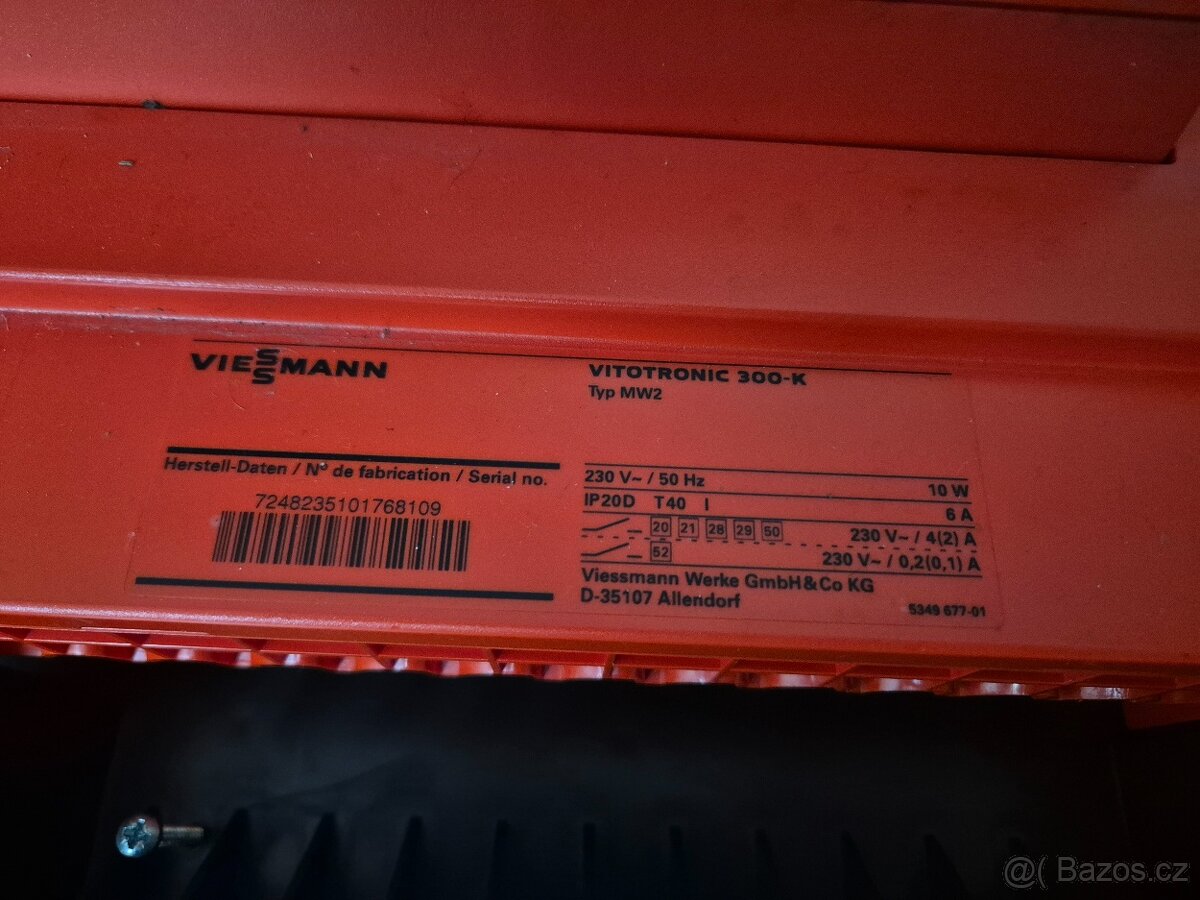 VIESSMANN
VITOTRONIC 300-K
Typ MW2
Herstell-Daten / N° de fabrication / Serial no.
7248235101768109
230 V~ / 50 Hz 10 W
IP20D T40 I 6 A
20 21 28 29 50 230 V~ / 4(2) A
52 230 V~ / 0,2(0,1) A
Viessmann Werke GmbH&Co KG
D-35107 Allendorf
5349 677-01
@( Bazos.cz